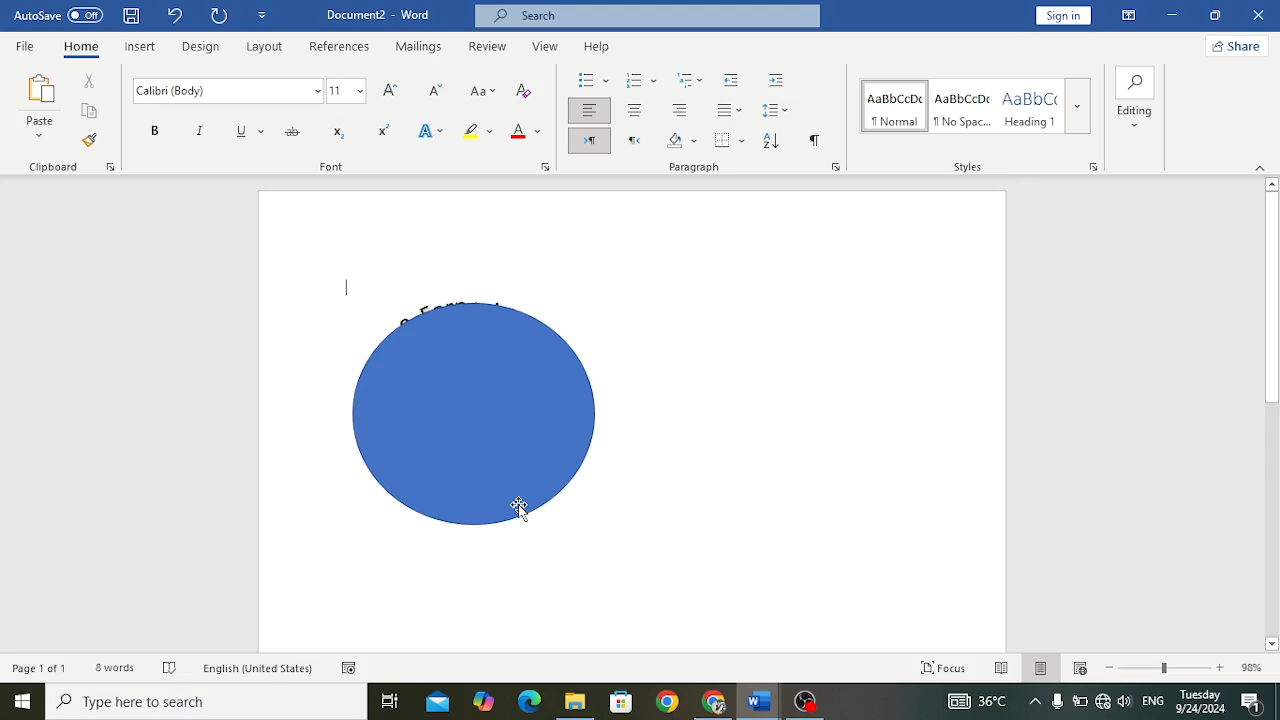 AutoSave Off
Document2 - Word
Search
Sign in
File Home Insert Design Layout References Mailings Review View Help
Share
Paste
Calibri (Body) 11
Aa
B I U ab x₂ x² A A
AaBbCcDc AaBbCcDc AaBbCc
¶ Normal ¶ No Spac... Heading 1
Editing
Clipboard Font Paragraph Styles
Page 1 of 1 8 words English (United States) Focus 98%
Type here to search
36°C
ENG
Tuesday
9/24/2024
1